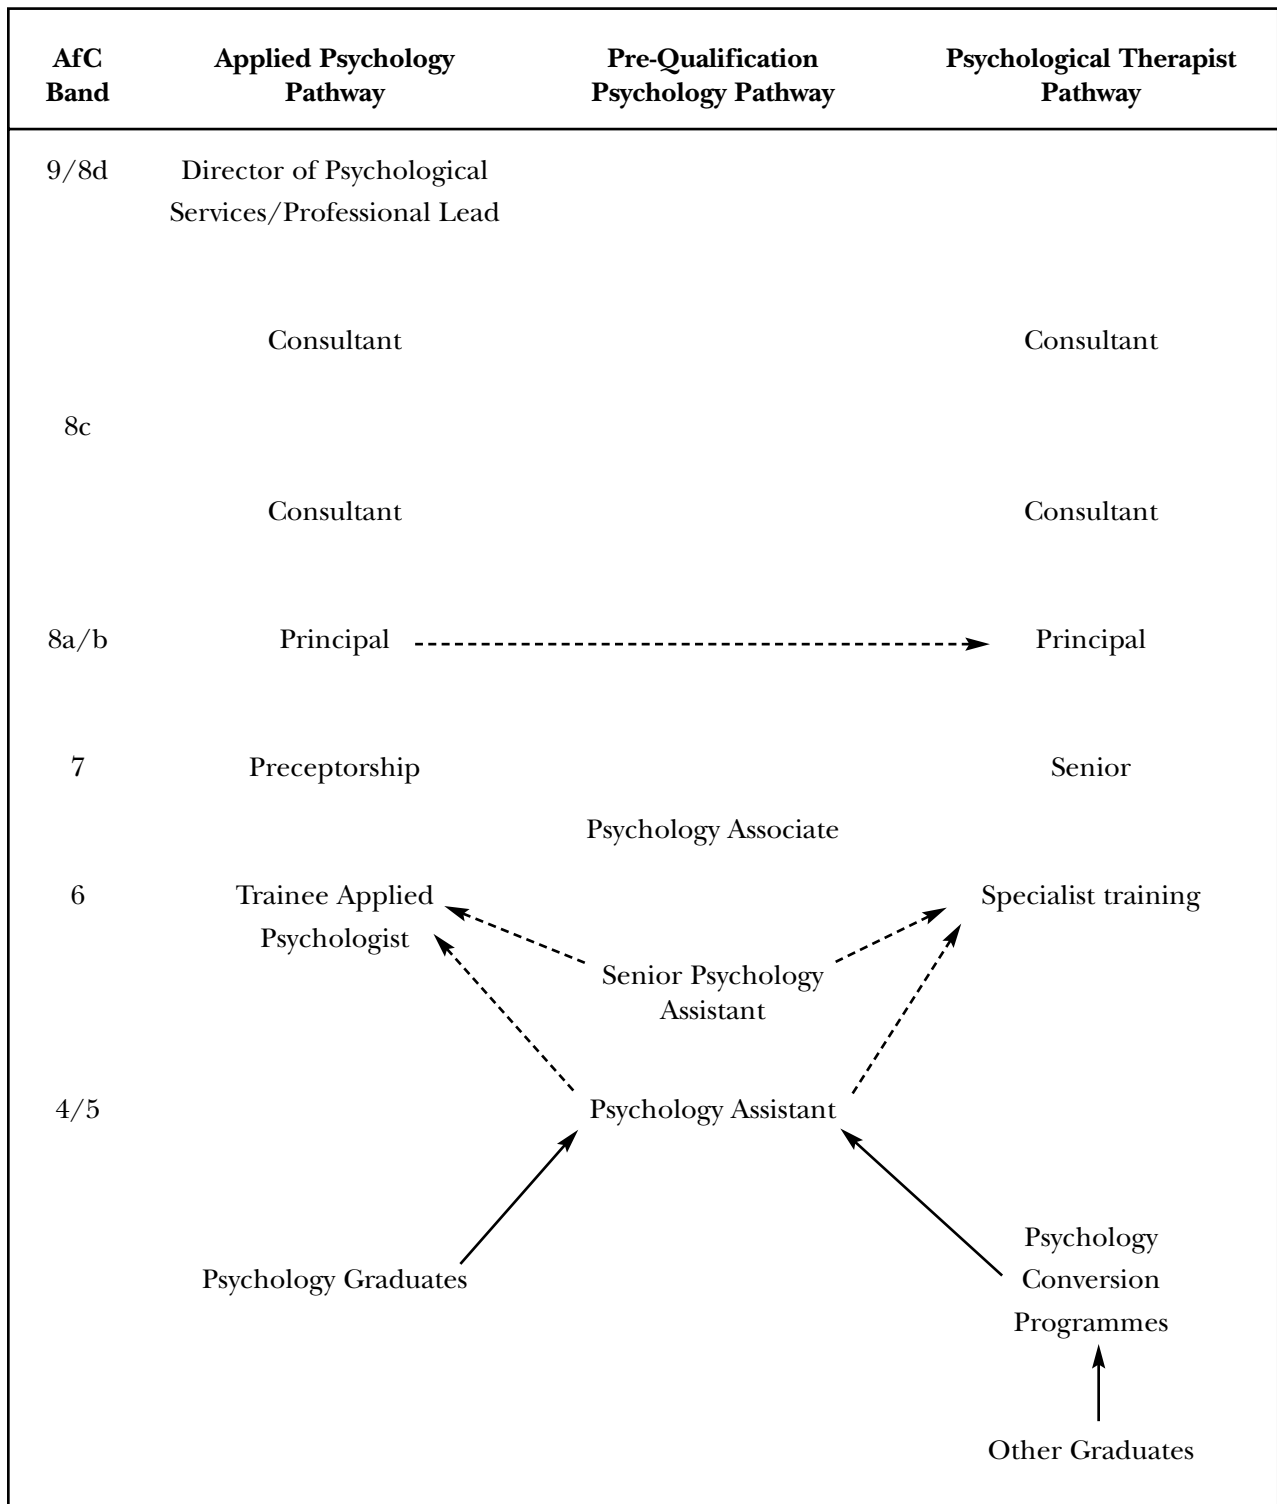 AfC Band
Applied Psychology Pathway
Pre-Qualification Psychology Pathway
Psychological Therapist Pathway
9/8d
Director of Psychological
Services/Professional Lead
Consultant
Consultant
8c
Consultant
Consultant
8a/b
Principal
Principal
7
Preceptorship
Senior
Psychology Associate
6
Trainee Applied
Psychologist
Specialist training
Senior Psychology
Assistant
4/5
Psychology Assistant
Psychology Graduates
Psychology
Conversion
Programmes
Other Graduates